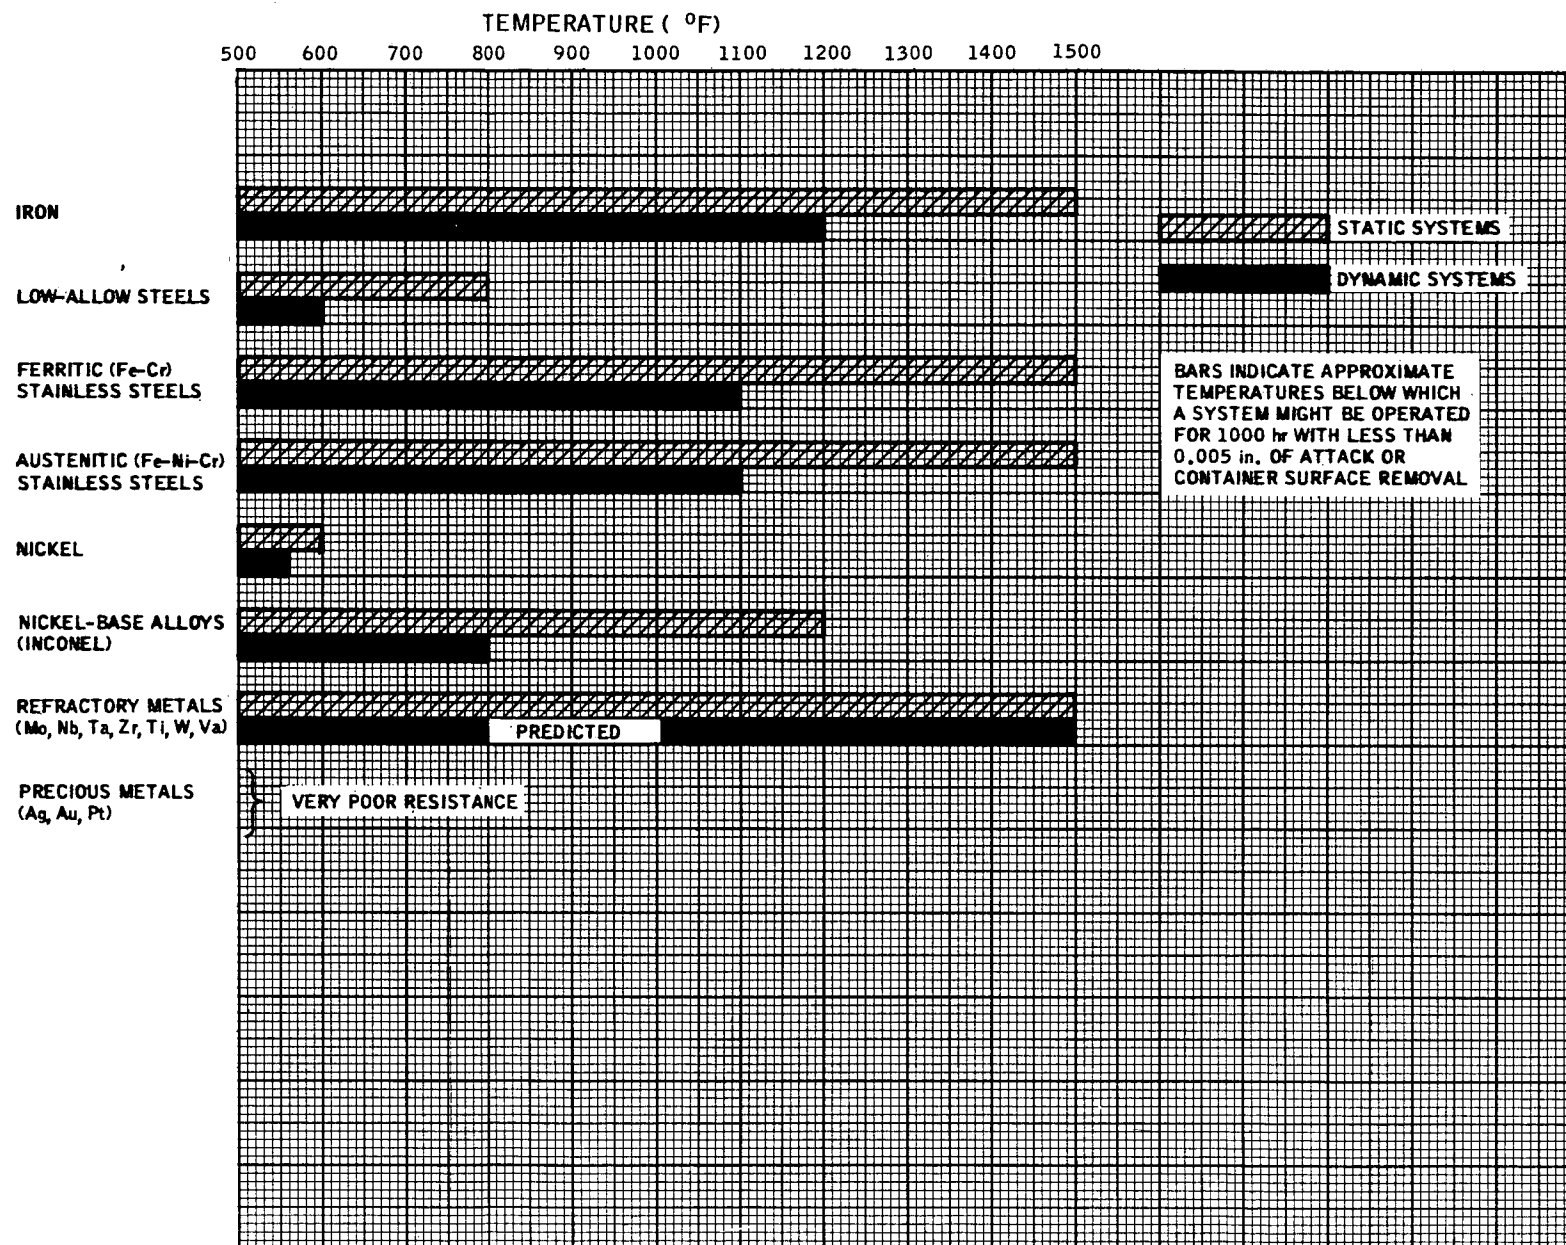 TEMPERATURE ( °F)
500 600 700 800 900 1000 1100 1200 1300 1400 1500
IRON
STATIC SYSTEMS
DYNAMIC SYSTEMS
LOW-ALLOW STEELS
FERRITIC (Fe-Cr)
STAINLESS STEELS
BARS INDICATE APPROXIMATE
TEMPERATURES BELOW WHICH
A SYSTEM MIGHT BE OPERATED
FOR 1000 hr WITH LESS THAN
0.005 in. OF ATTACK OR
CONTAINER SURFACE REMOVAL
AUSTENITIC (Fe-Ni-Cr)
STAINLESS STEELS
NICKEL
NICKEL-BASE ALLOYS
(INCONEL)
REFRACTORY METALS
(Mo, Nb, Ta, Zr, Ti, W, Va)
PREDICTED
PRECIOUS METALS
(Ag, Au, Pt)
VERY POOR RESISTANCE